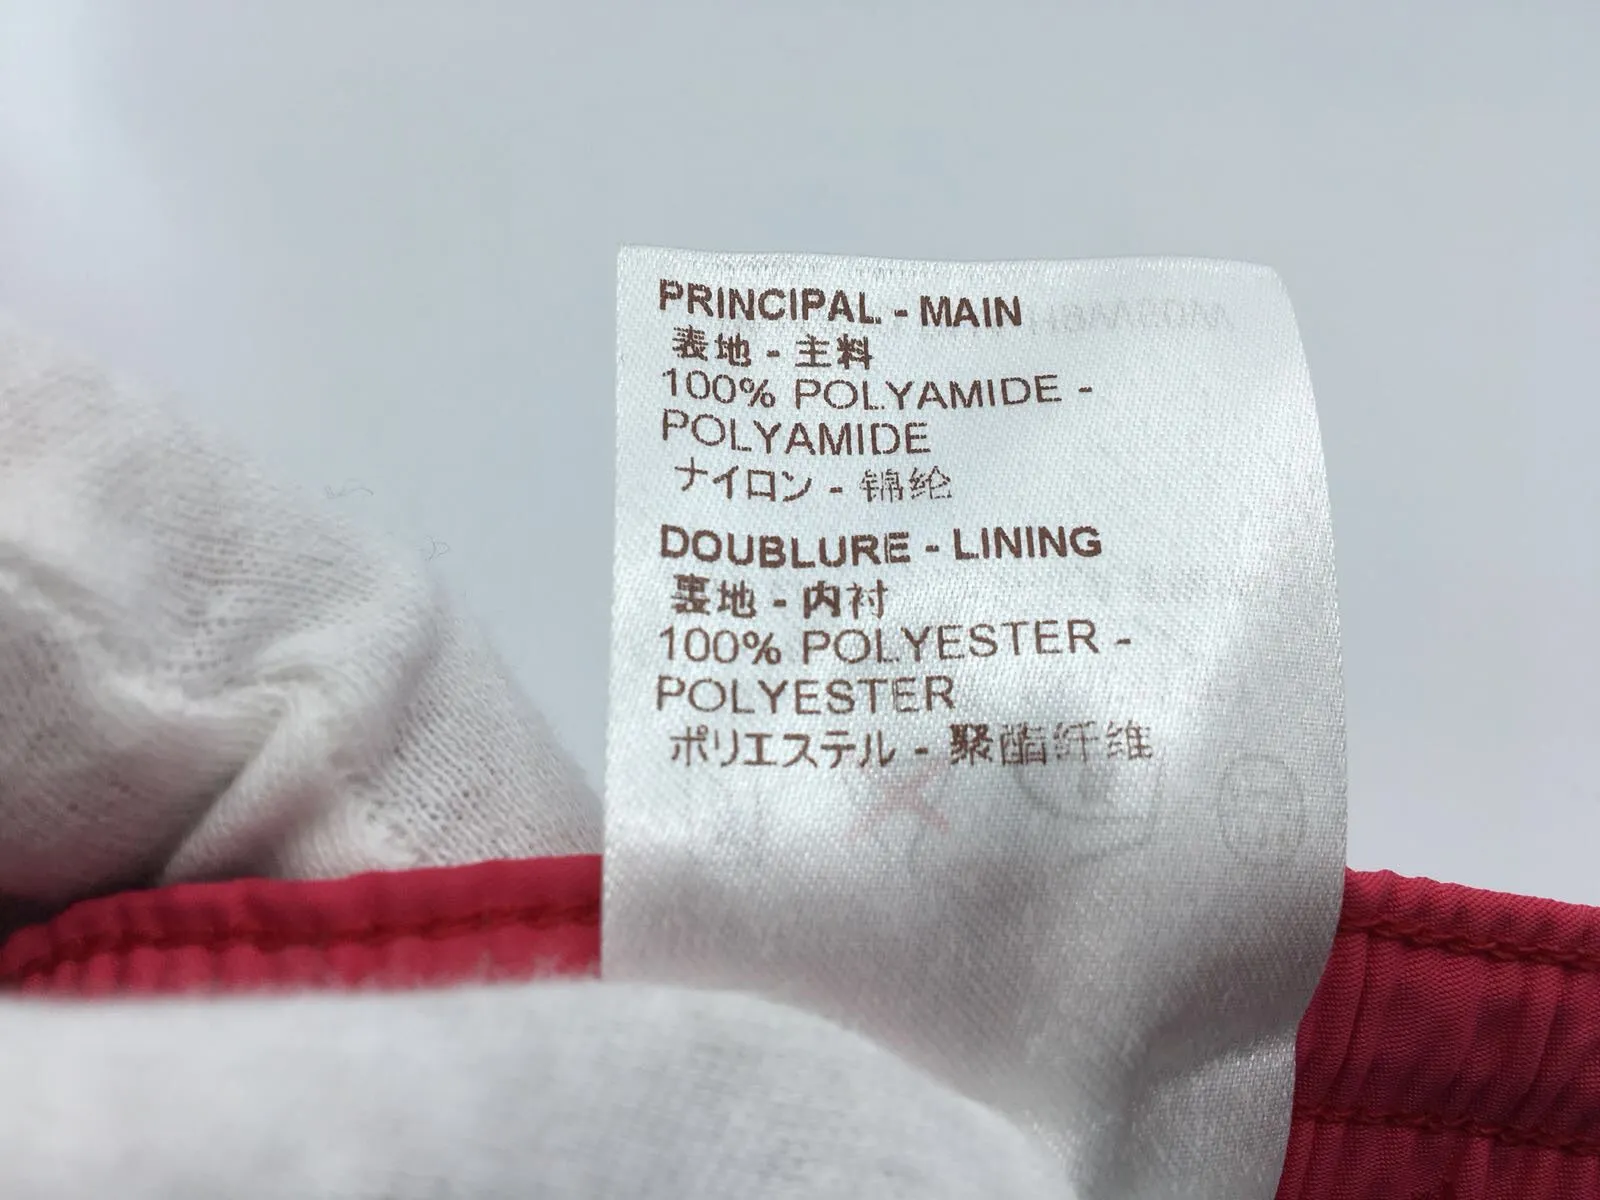 PRINCIPAL - MAIN
表地 - 主料
100% POLYAMIDE -
POLYAMIDE
ナイロン - 锦纶
DOUBLURE - LINING
裏地 - 内衬
100% POLYESTER -
POLYESTER
ポリエステル - 聚酯纤维